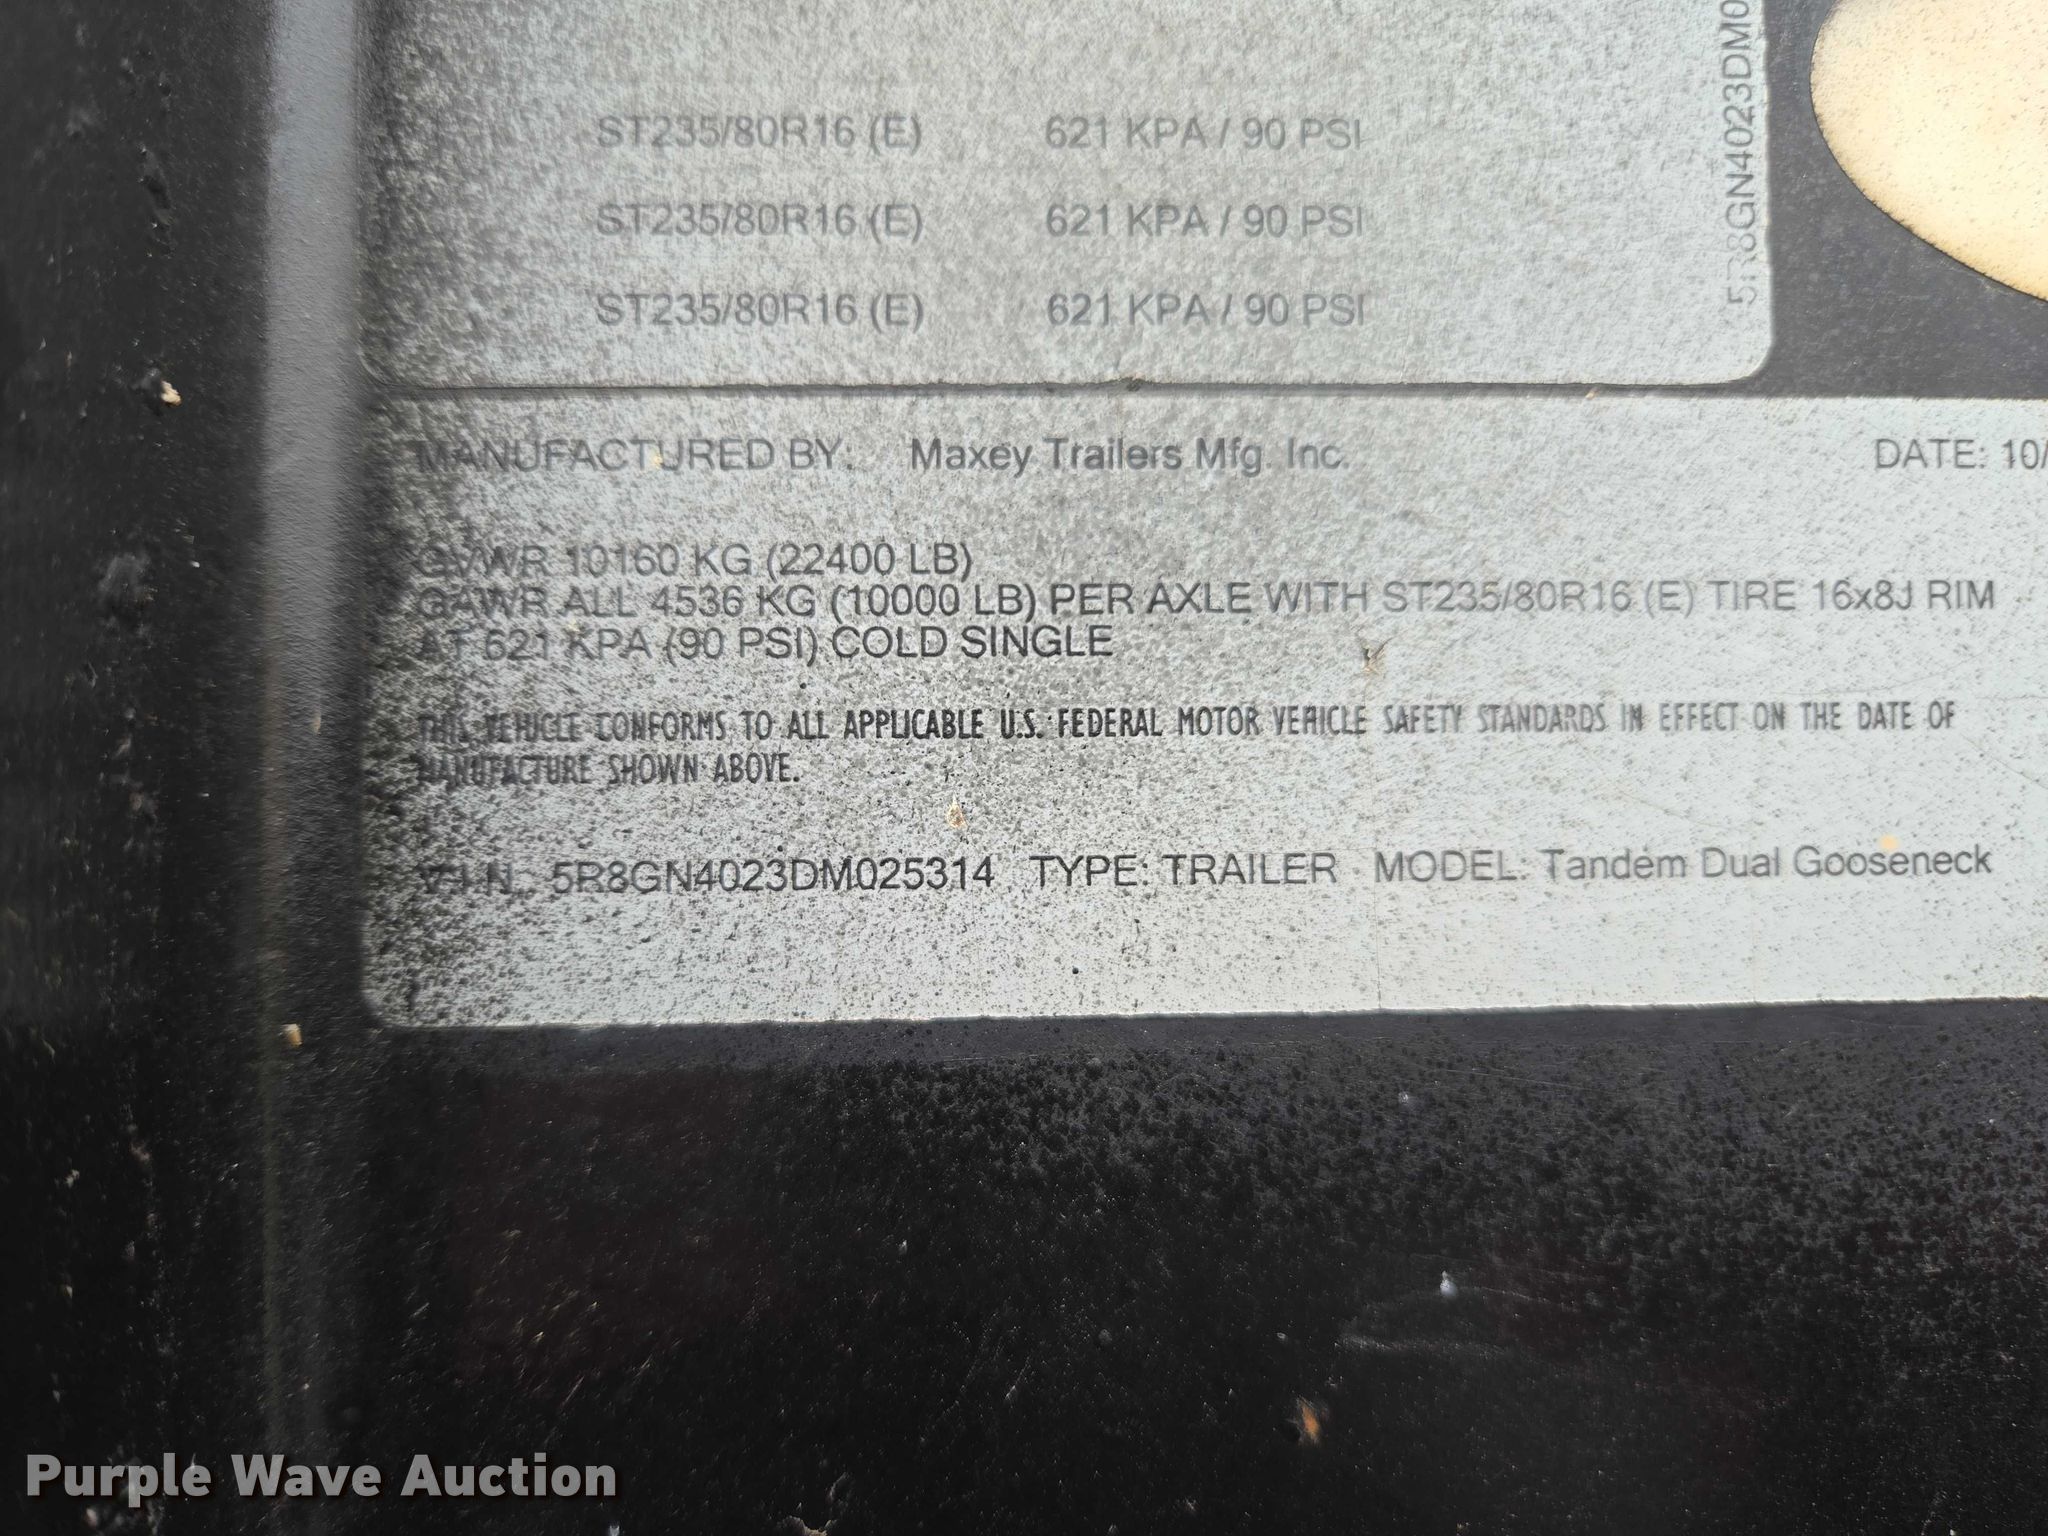 ST235/80R16 (E) 621 KPA / 90 PSI
ST235/80R16 (E) 621 KPA / 90 PSI
ST235/80R16 (E) 621 KPA / 90 PSI
5R8GN4023DM0
MANUFACTURED BY: Maxey Trailers Mfg. Inc. DATE: 10/
GVWR 10160 KG (22400 LB)
GAWR ALL 4536 KG (10000 LB) PER AXLE WITH ST235/80R16 (E) TIRE 16x8J RIM
AT 621 KPA (90 PSI) COLD SINGLE
THIS VEHICLE CONFORMS TO ALL APPLICABLE U.S. FEDERAL MOTOR VEHICLE SAFETY STANDARDS IN EFFECT ON THE DATE OF
MANUFACTURE SHOWN ABOVE.
V.I.N.. 5R8GN4023DM025314 TYPE: TRAILER MODEL: Tandem Dual Gooseneck
Purple Wave Auction